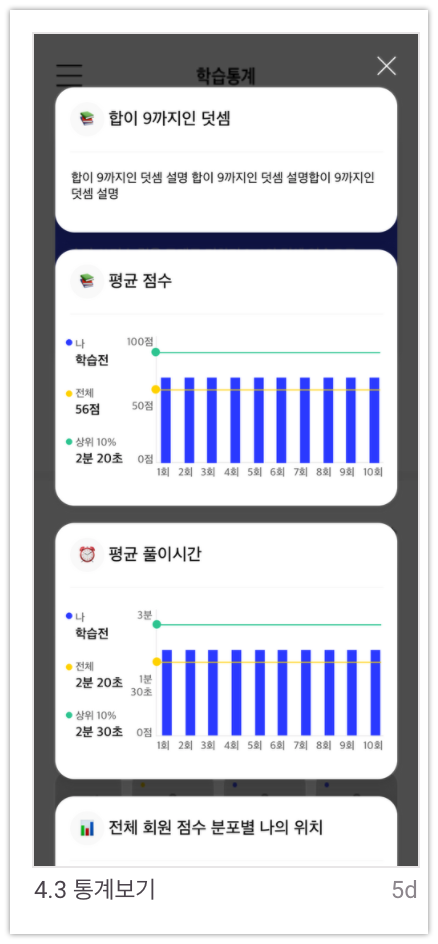 학습통계
합이 9까지인 덧셈
합이 9까지인 덧셈 설명 합이 9까지인 덧셈 설명합이 9까지인
덧셈 설명
평균 점수
나
학습전
전체
56점
상위 10%
2분 20초
100점
50점
0점
1회 2회 3회 4회 5회 6회 7회 8회 9회 10회
평균 풀이시간
나
학습전
전체
2분 20초
상위 10%
2분 30초
3분
1분
30초
0점
1회 2회 3회 4회 5회 6회 7회 8회 9회 10회
전체 회원 점수 분포별 나의 위치
4.3 통계보기 5d